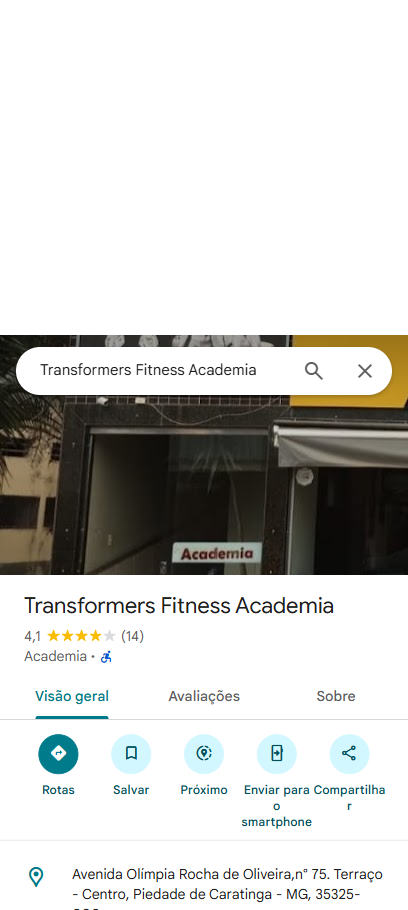 Transformers Fitness Academia
Academia
Transformers Fitness Academia
4,1 (14)
Academia •
Visão geral
Avaliações
Sobre
Rotas
Salvar
Próximo
Enviar para o smartphone
Compartilhar
Avenida Olímpia Rocha de Oliveira,n° 75. Terraço
- Centro, Piedade de Caratinga - MG, 35325-